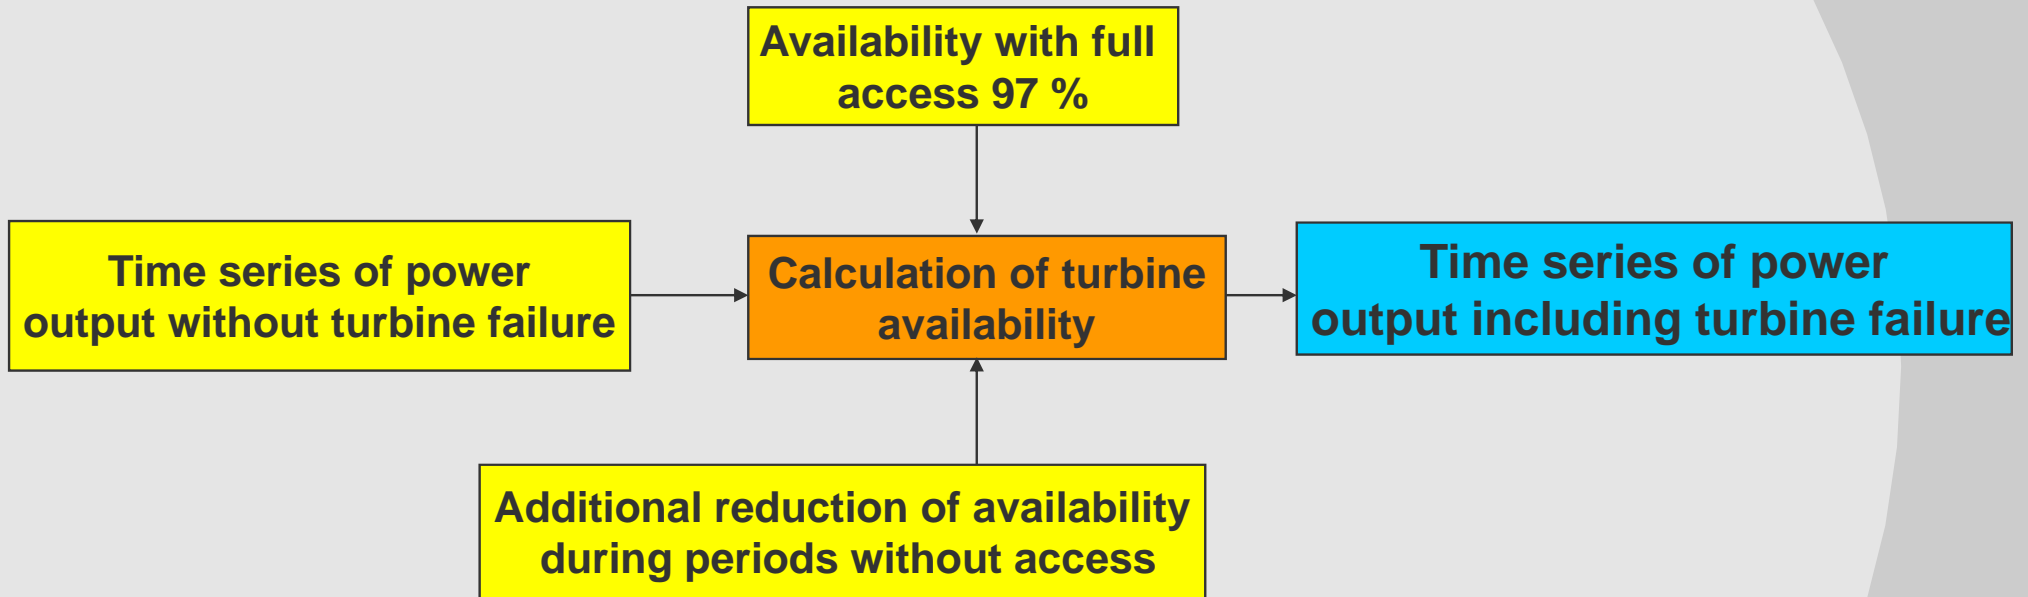 Availability with full
access 97 %
Time series of power
output without turbine failure
Calculation of turbine
availability
Time series of power
output including turbine failure
Additional reduction of availability
during periods without access